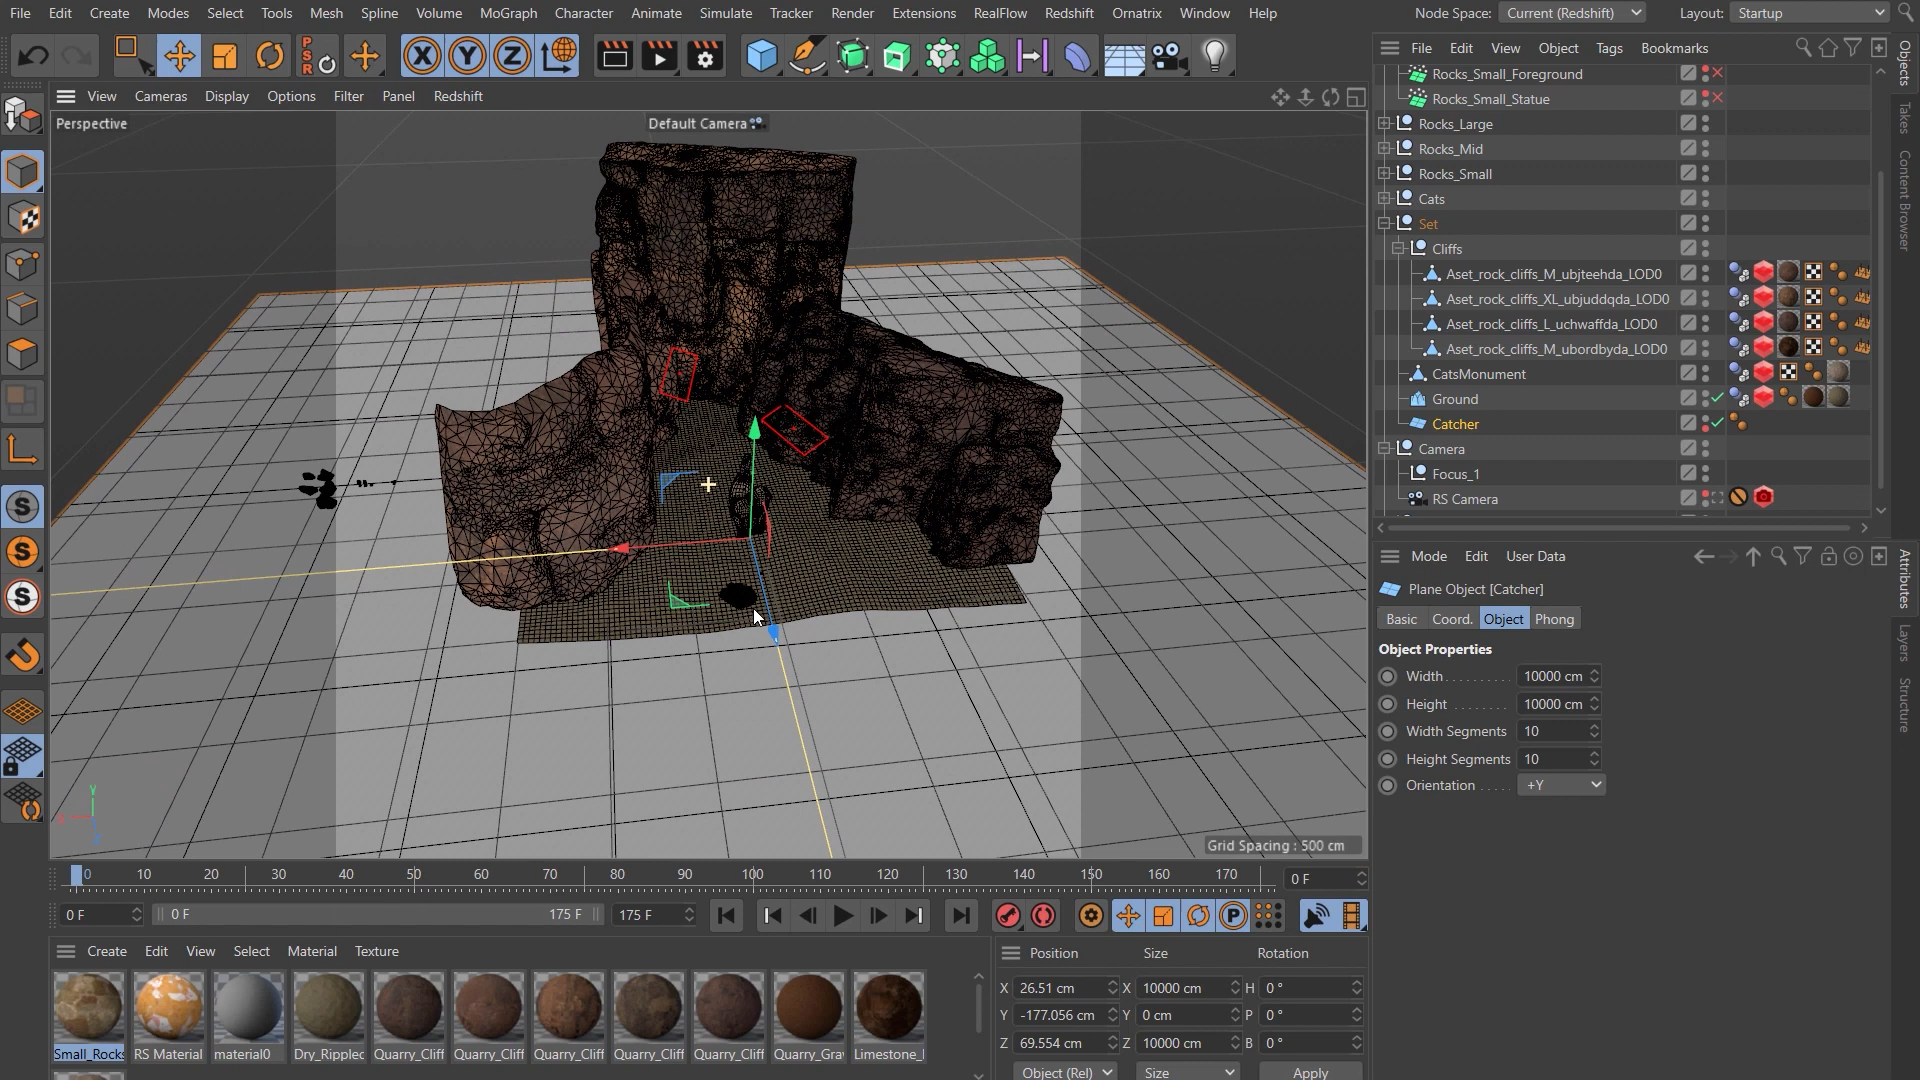 File Edit Create Modes Select Tools Mesh Spline Volume MoGraph Character Animate Simulate Tracker Render Extensions RealFlow Redshift Ornatrix Window Help
Node Space: Current (Redshift) Layout: Startup
File Edit View Object Tags Bookmarks
View Cameras Display Options Filter Panel Redshift
Perspective
Default Camera
Rocks_Small_Foreground
Rocks_Small_Statue
Rocks_Large
Rocks_Mid
Rocks_Small
Cats
Set
Cliffs
Aset_rock_cliffs_M_ubjteehda_LOD0
Aset_rock_cliffs_XL_ubjuddqda_LOD0
Aset_rock_cliffs_L_uchwaffda_LOD0
Aset_rock_cliffs_M_ubordbyda_LOD0
CatsMonument
Ground
Catcher
Camera
Focus_1
RS Camera
Objects
Takes
Content Browser
Attributes
Layers
Structure
Mode Edit User Data
Plane Object [Catcher]
Basic Coord. Object Phong
Object Properties
Width 10000 cm
Height 10000 cm
Width Segments 10
Height Segments 10
Orientation +Y
P
S
R
X Y Z
S
S
S
Y
Grid Spacing : 500 cm
0 10 20 30 40 50 60 70 80 90 100 110 120 130 140 150 160 170
0 F
0 F 0 F 175 F 175 F
P
Create Edit View Select Material Texture
Small_Rocks RS Material material0 Dry_Ripplec Quarry_Cliff Quarry_Cliff Quarry_Cliff Quarry_Cliff Quarry_Cliff Quarry_Gra Limestone_
Position Size Rotation
X 26.51 cm X 10000 cm H 0 °
Y -177.056 cm Y 0 cm P 0 °
Z 69.554 cm Z 10000 cm B 0 °
Object (Rel) Size Apply